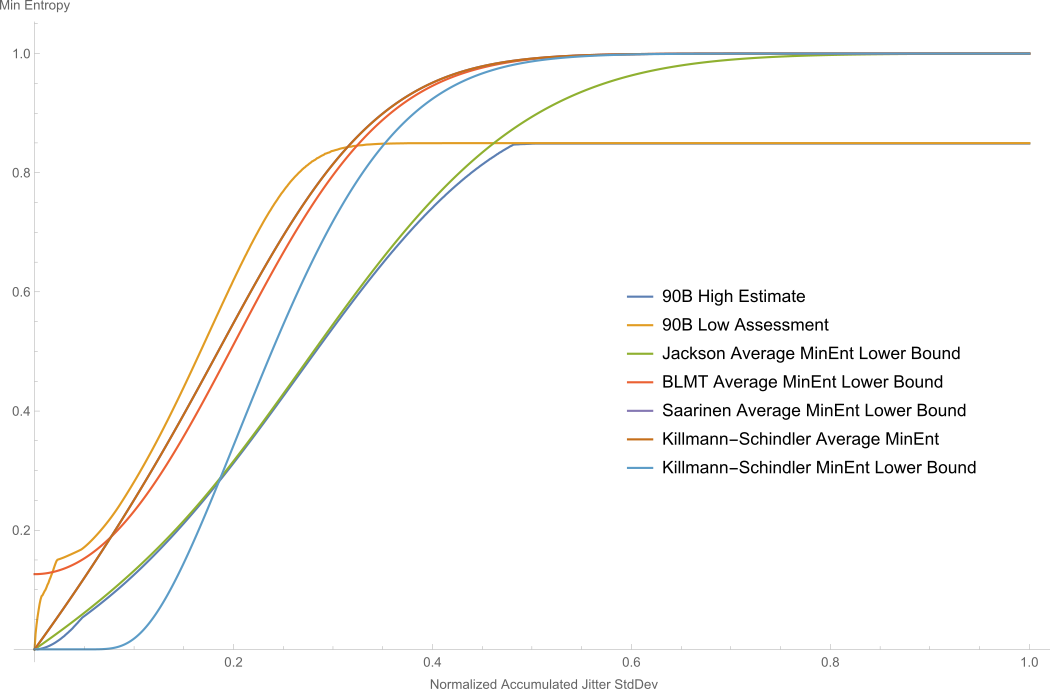 Min Entropy
1.0
0.8
0.6
0.4
0.2
90B High Estimate
90B Low Assessment
Jackson Average MinEnt Lower Bound
BLMT Average MinEnt Lower Bound
Saarinen Average MinEnt Lower Bound
Killmann–Schindler Average MinEnt
Killmann–Schindler MinEnt Lower Bound
0.2 0.4 0.6 0.8 1.0
Normalized Accumulated Jitter StdDev